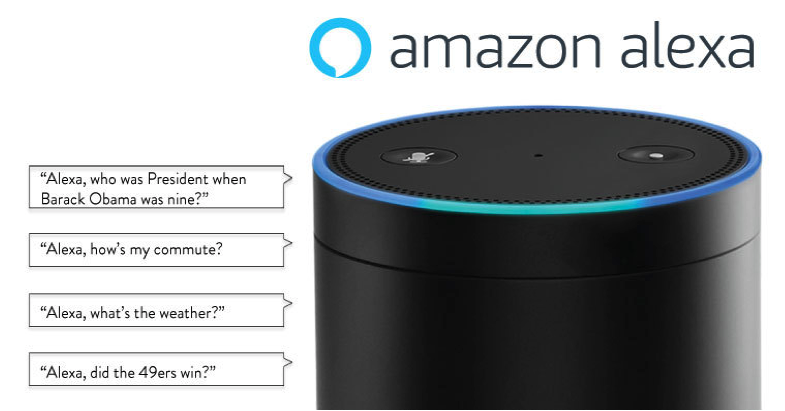 amazon alexa
“Alexa, who was President when
Barack Obama was nine?”
“Alexa, how's my commute?
“Alexa, what's the weather?”
“Alexa, did the 49ers win?”